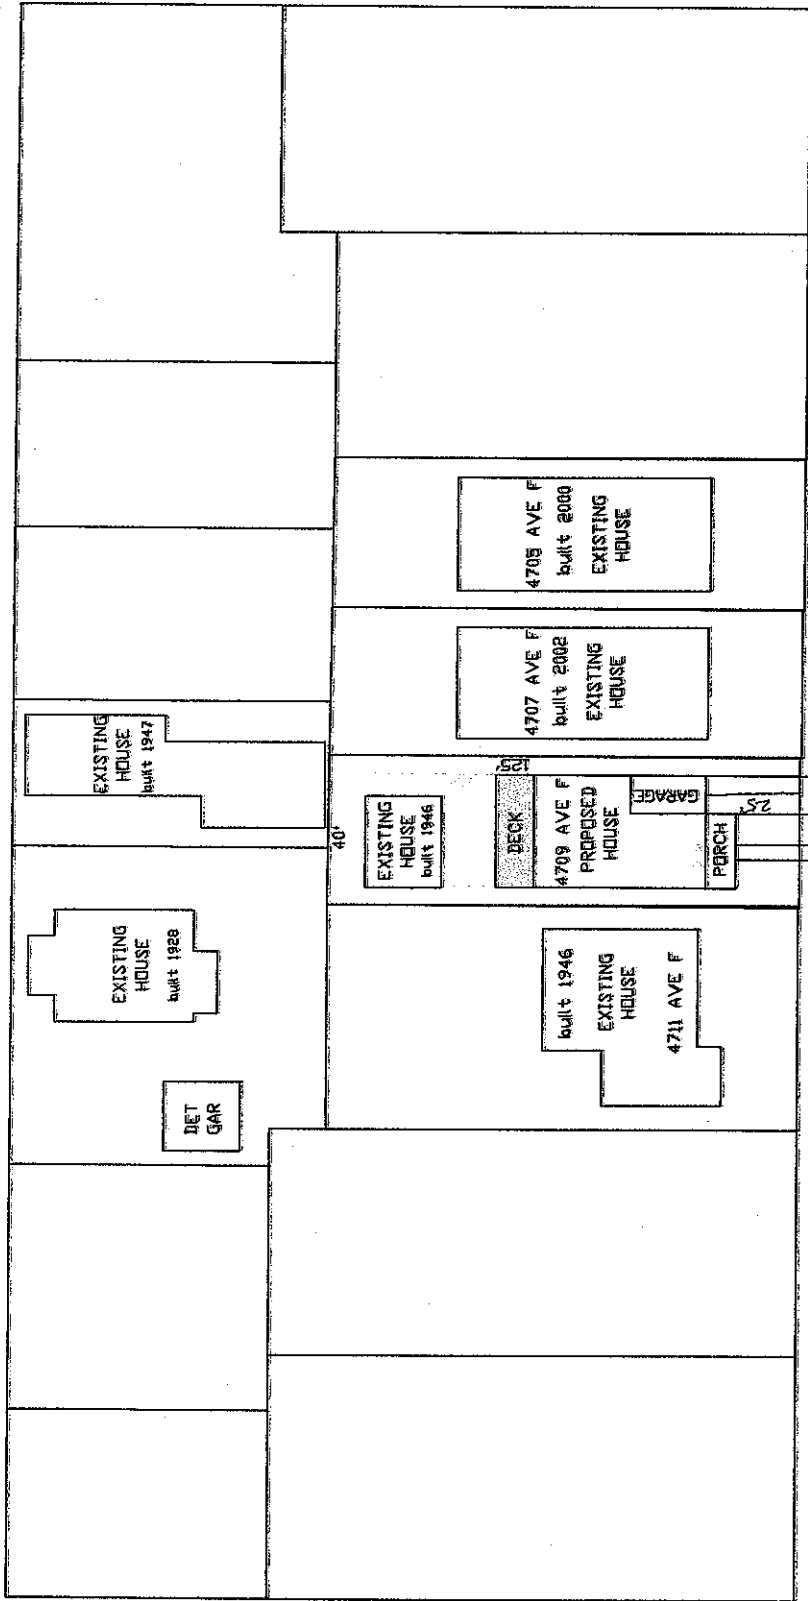 4705 AVE F
built 2000
EXISTING
HOUSE
4707 AVE F
built 2002
EXISTING
HOUSE
EXISTING
HOUSE
built 1947
40'
EXISTING
HOUSE
built 1946
125'
DECK
4709 AVE F
PROPOSED
HOUSE
GARAGE
25'
PORCH
EXISTING
HOUSE
built 1928
DET
GAR
built 1946
EXISTING
HOUSE
4711 AVE F